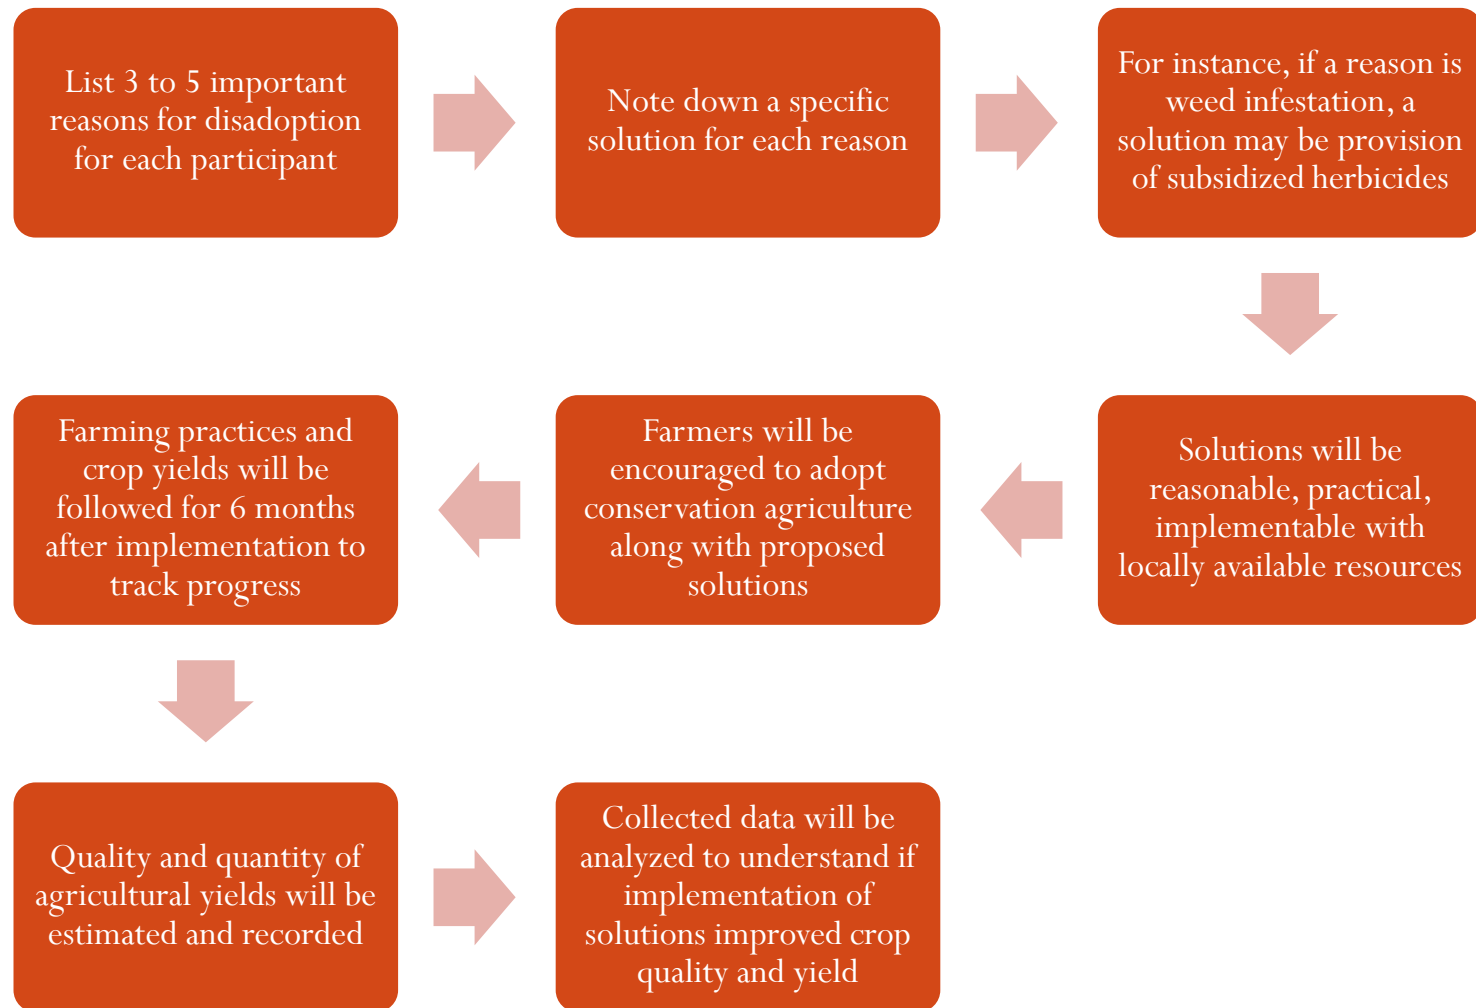 List 3 to 5 important
reasons for disadoption
for each participant
Note down a specific
solution for each reason
For instance, if a reason is
weed infestation, a
solution may be provision
of subsidized herbicides
Solutions will be
reasonable, practical,
implementable with
locally available resources
Farmers will be
encouraged to adopt
conservation agriculture
along with proposed
solutions
Farming practices and
crop yields will be
followed for 6 months
after implementation to
track progress
Quality and quantity of
agricultural yields will be
estimated and recorded
Collected data will be
analyzed to understand if
implementation of
solutions improved crop
quality and yield